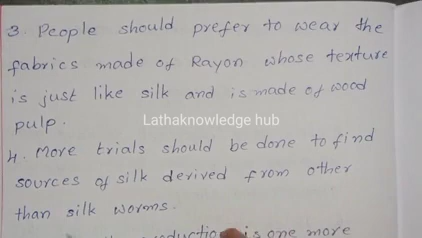 3. People should prefer to wear the
fabrics made of Rayon whose texture
is just like silk and is made of wood
pulp.
Lathaknowledge hub
4. More trials should be done to find
sources of silk derived from other
than silk worms.
is one more